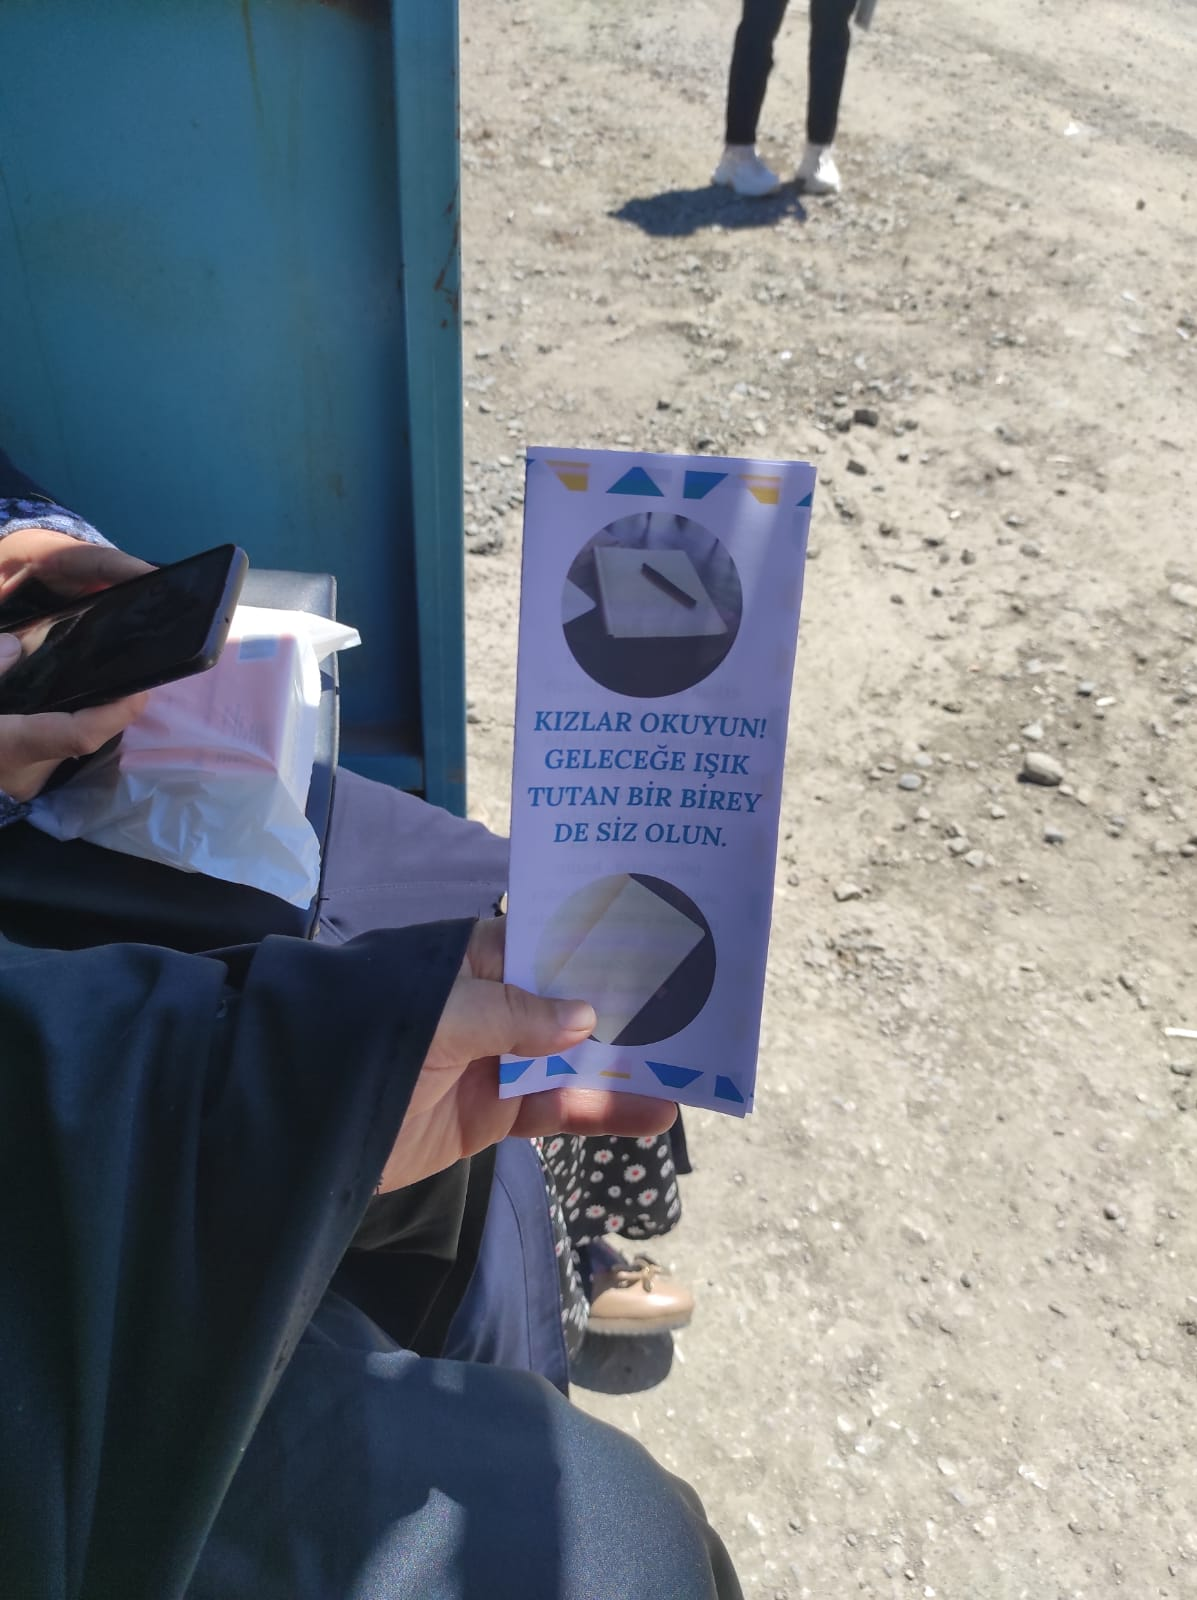 KIZLAR OKUYUN!
GELECEĞE IŞIK
TUTAN BİR BİREY
DE SİZ OLUN.